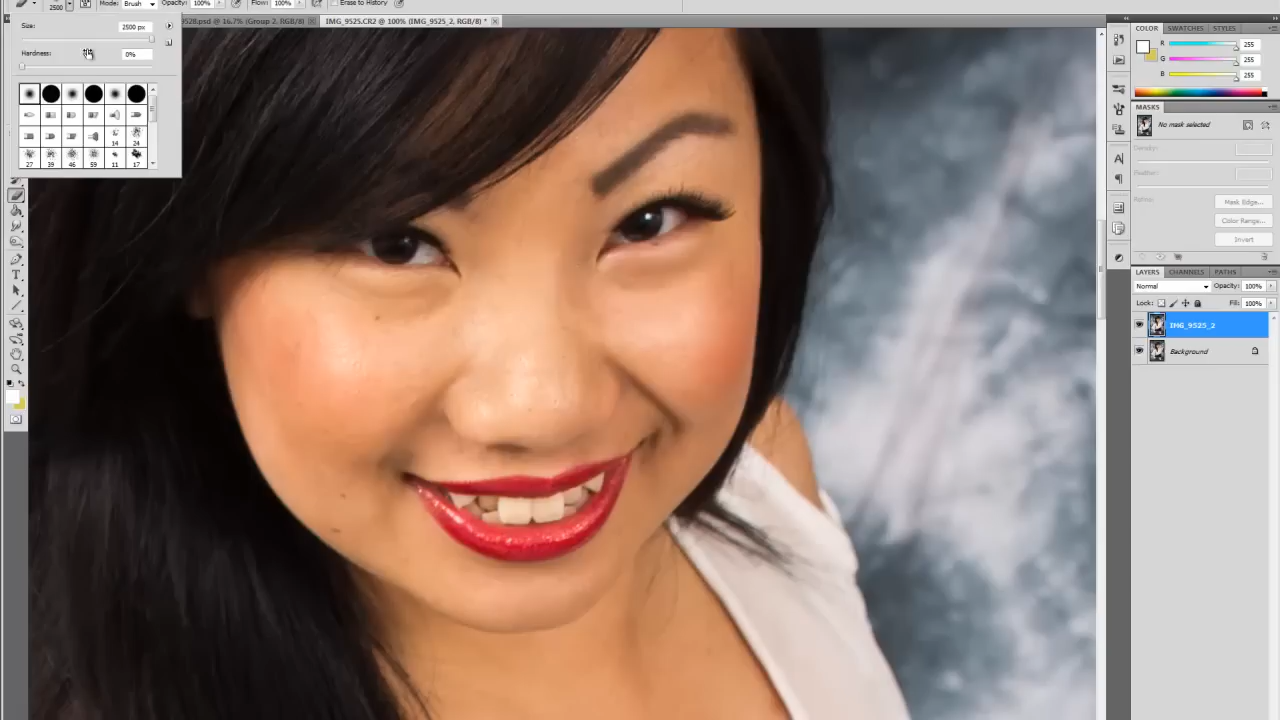 Mode: Brush Opacity: 100% Flow: 100% Erase to History
9528.psd @ 16.7% (Group 2, RGB/8)
IMG_9525.CR2 @ 100% (IMG_9525_2, RGB/8) *
Size: 2500 px
Hardness: 0%
14 24
27 39 46 59 11 17
COLOR SWATCHES STYLES
R 255
G 255
B 255
MASKS
No mask selected
Density:
Feather:
Refine:
Mask Edge...
Color Range...
Invert
LAYERS CHANNELS PATHS
Normal Opacity: 100%
Lock: Fill: 100%
IMG_9525_2
Background